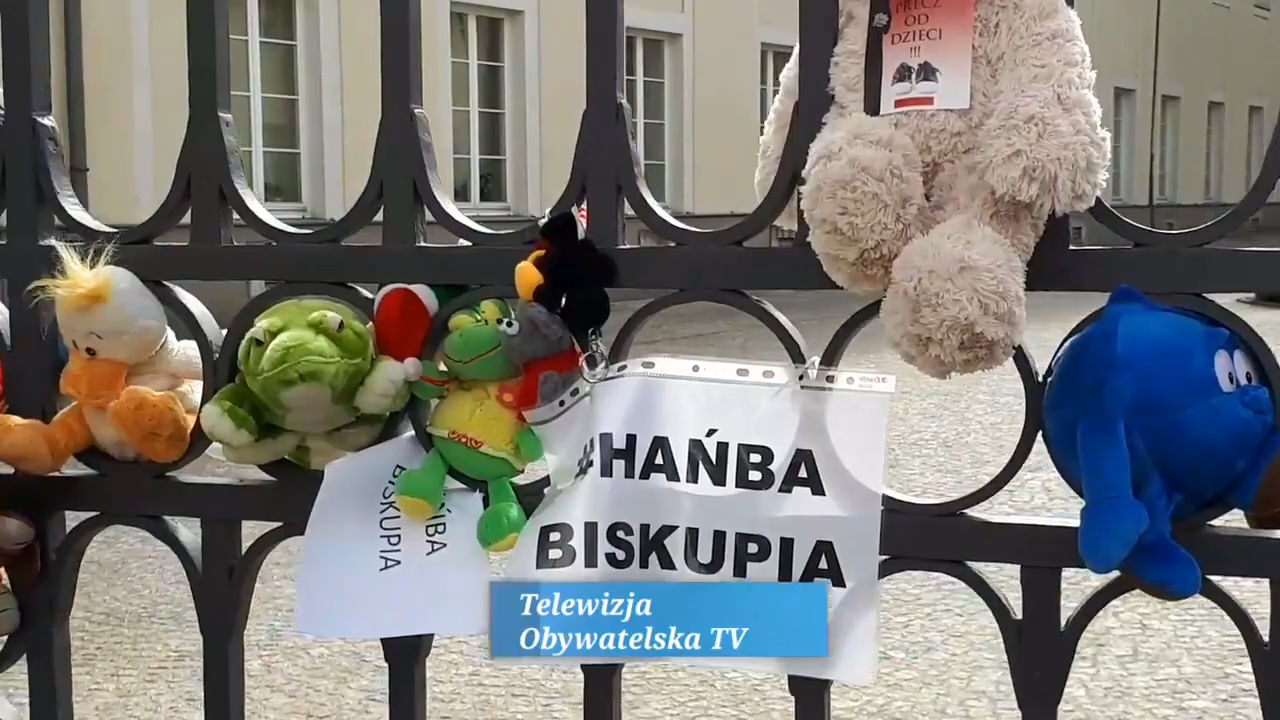 PRECZ
OD
DZIECI
!!!
#HAŃBA
BISKUPIA
BISKUPIA
Telewizja
Obywatelska TV